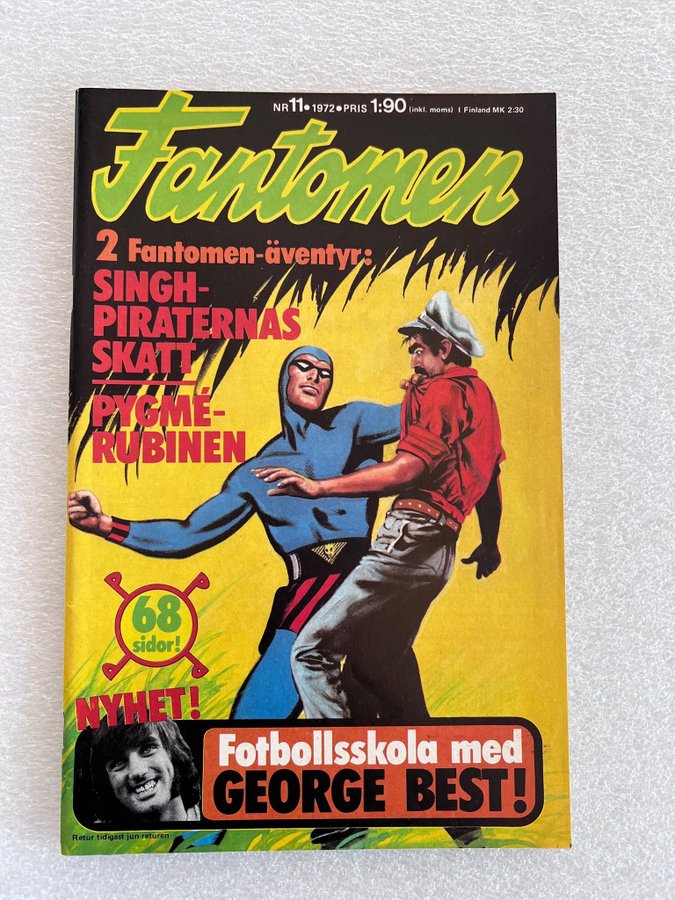 NR 11 • 1972 • PRIS 1:90 (inkl. moms) I Finland MK 2:30
Fantomen
2 Fantomen-äventyr:
SINGH-
PIRATERNAS
SKATT
PYGMÉ-
RUBINEN
68
sidor!
NYHET!
Fotbollsskola med
GEORGE BEST!
Retur tidigast jun-returen